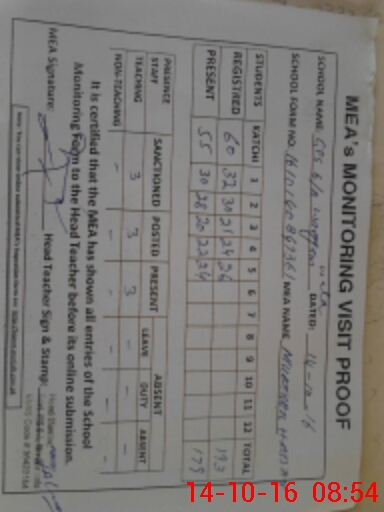 MEA's MONITORING VISIT PROOF
SCHOOL NAME: DATED: 14-10-16
SCHOOL FORM NO. MEA NAME
STUDENTS KATCHI 1 2 3 4 5 6 7 8 9 10 11 12 TOTAL
REGISTERED 60 32 30 21 24 26 193
PRESENT 55 30 28 20 22 24 179
PRESENCE SANCTIONED POSTED PRESENT ABSENT
STAFF LEAVE DUTY ABSENT
TEACHING 3 3 3 - - -
NON-TEACHING - - - - - -
It is certified that the MEA has shown all entries of the School
Monitoring Form to the Head Teacher before its online submission.
MEA Signature: Head Teacher Sign & Stamp:
14-10-16 08:54